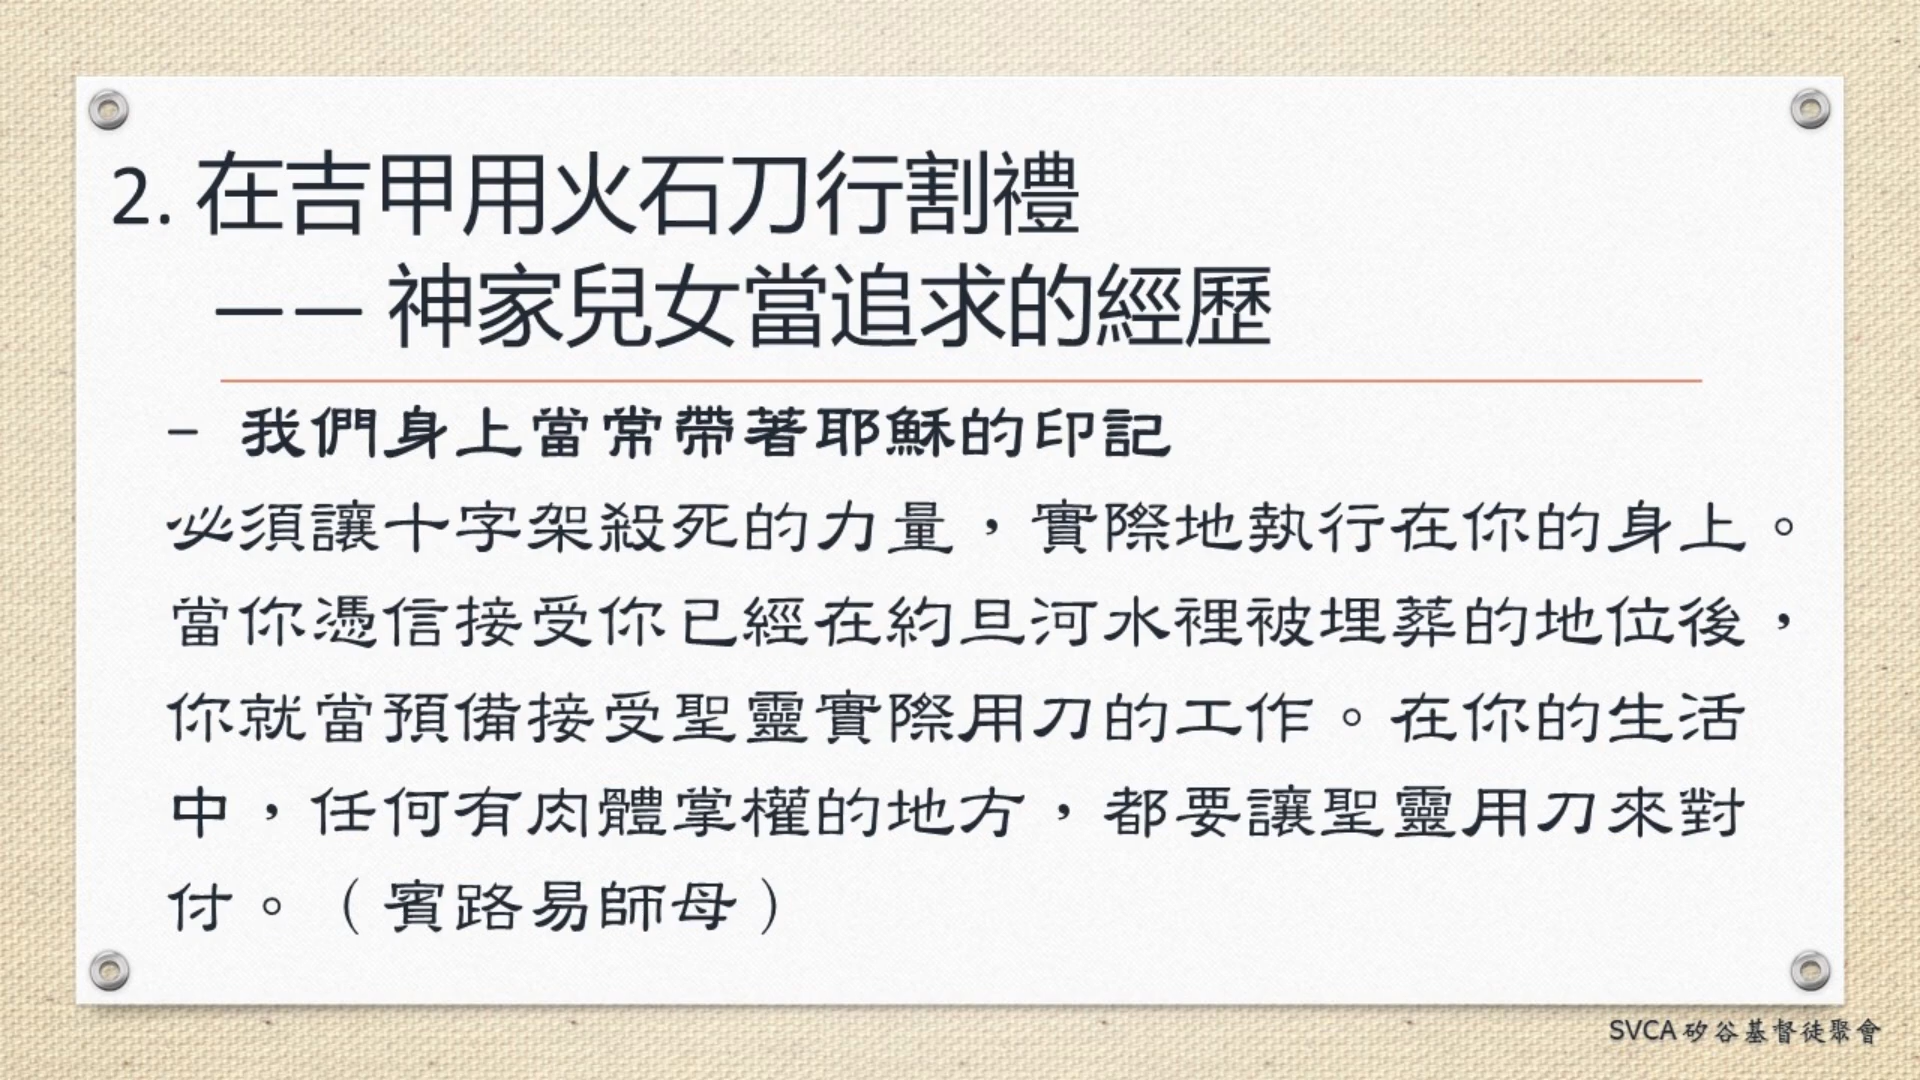 2. 在吉甲用火石刀行割禮
—— 神家兒女當追求的經歷
- 我們身上當常帶著耶穌的印記
必須讓十字架殺死的力量，實際地執行在你的身上。
當你憑信接受你已經在約旦河水裡被埋葬的地位後，
你就當預備接受聖靈實際用刀的工作。在你的生活
中，任何有肉體掌權的地方，都要讓聖靈用刀來對
付。（賓路易師母）
SVCA 矽谷基督徒聚會